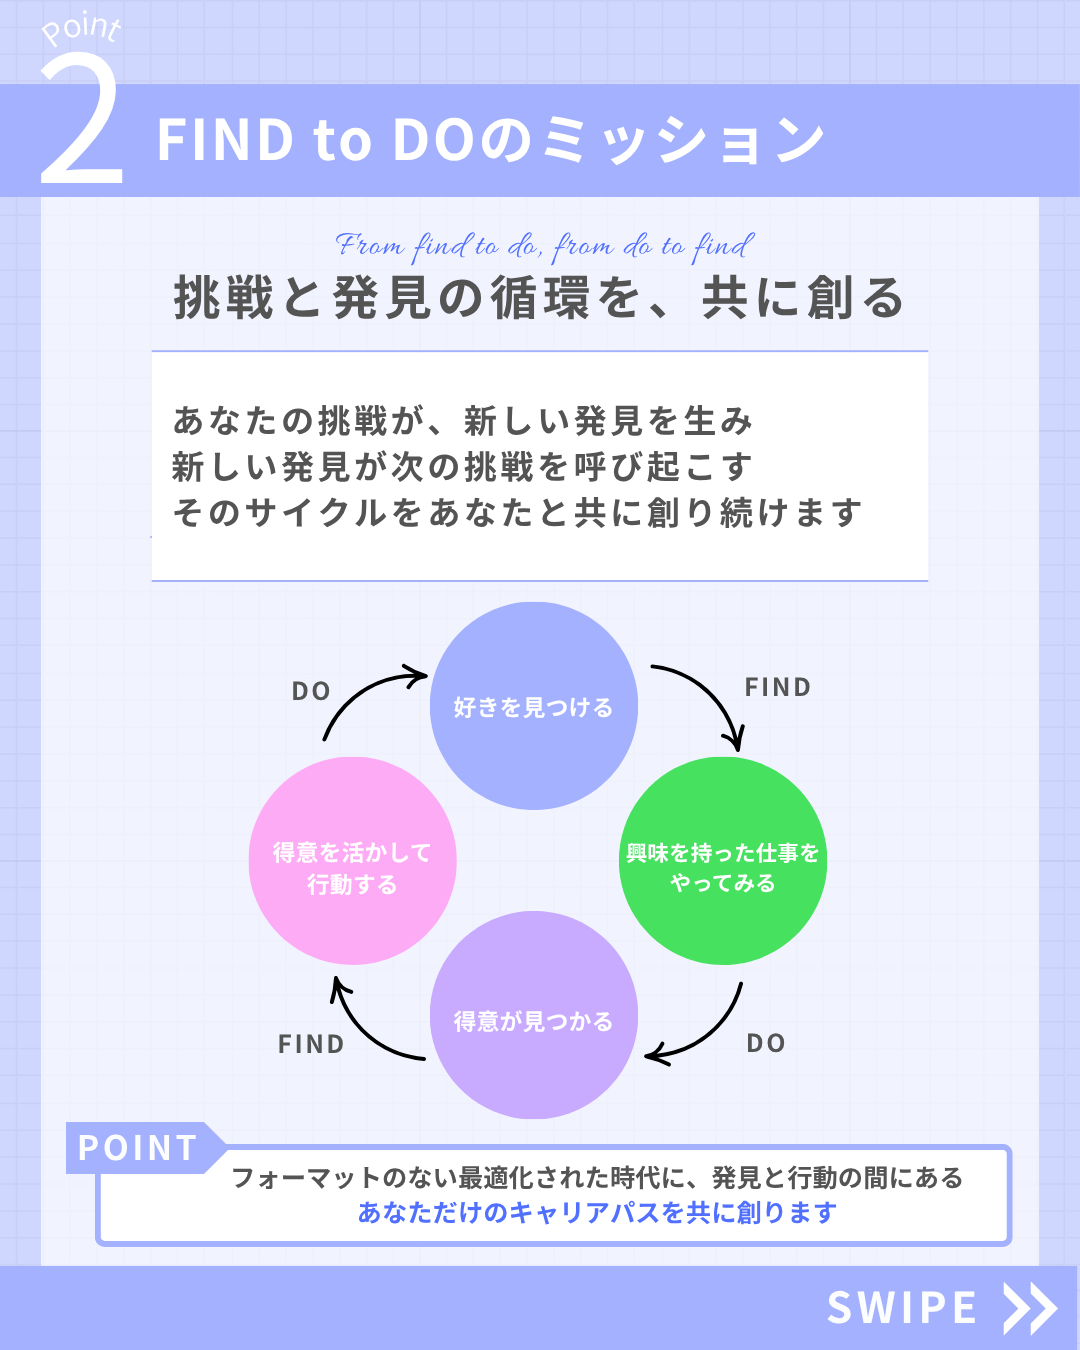 Point
2
FIND to DOのミッション
From find to do, from do to find
挑戦と発見の循環を、共に創る
あなたの挑戦が、新しい発見を生み
新しい発見が次の挑戦を呼び起こす
そのサイクルをあなたと共に創り続けます
好きを見つける
DO
FIND
得意を活かして
行動する
興味を持った仕事を
やってみる
得意が見つかる
FIND
DO
POINT
フォーマットのない最適化された時代に、発見と行動の間にある
あなただけのキャリアパスを共に創ります
SWIPE